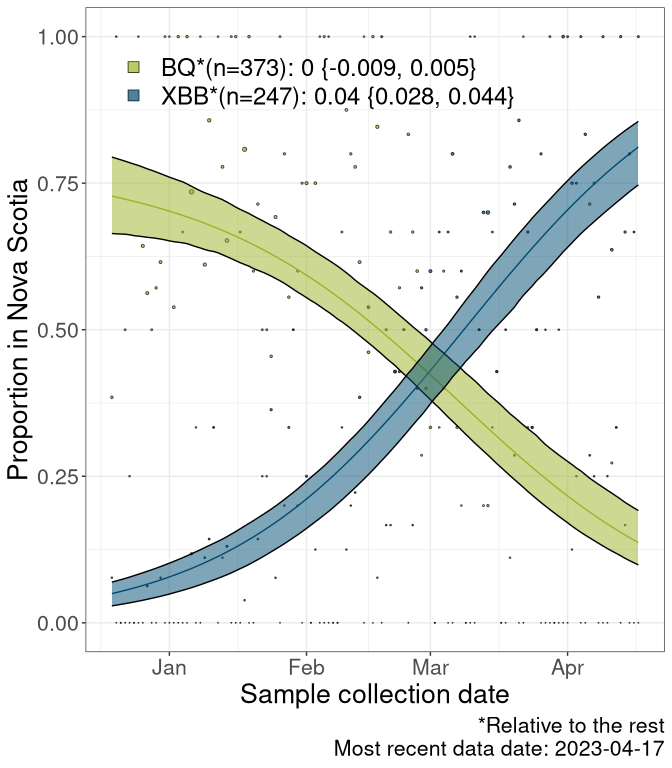 1.00
BQ*(n=373): 0 {-0.009, 0.005}
XBB*(n=247): 0.04 {0.028, 0.044}
0.75
0.50
0.25
0.00
Proportion in Nova Scotia
Jan Feb Mar Apr
Sample collection date
*Relative to the rest
Most recent data date: 2023-04-17